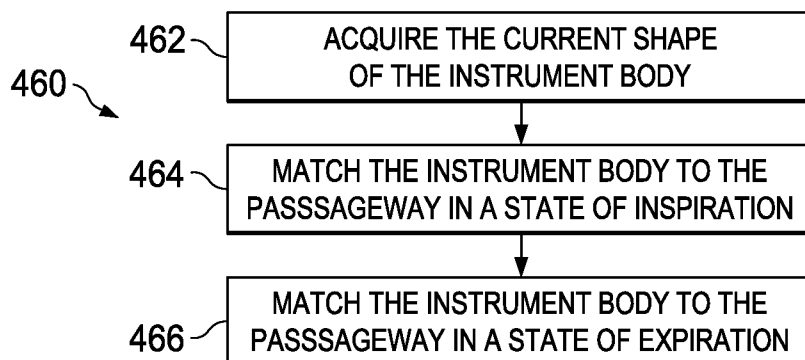 462
ACQUIRE THE CURRENT SHAPE
OF THE INSTRUMENT BODY
460
464
MATCH THE INSTRUMENT BODY TO THE
PASSSAGEWAY IN A STATE OF INSPIRATION
466
MATCH THE INSTRUMENT BODY TO THE
PASSSAGEWAY IN A STATE OF EXPIRATION